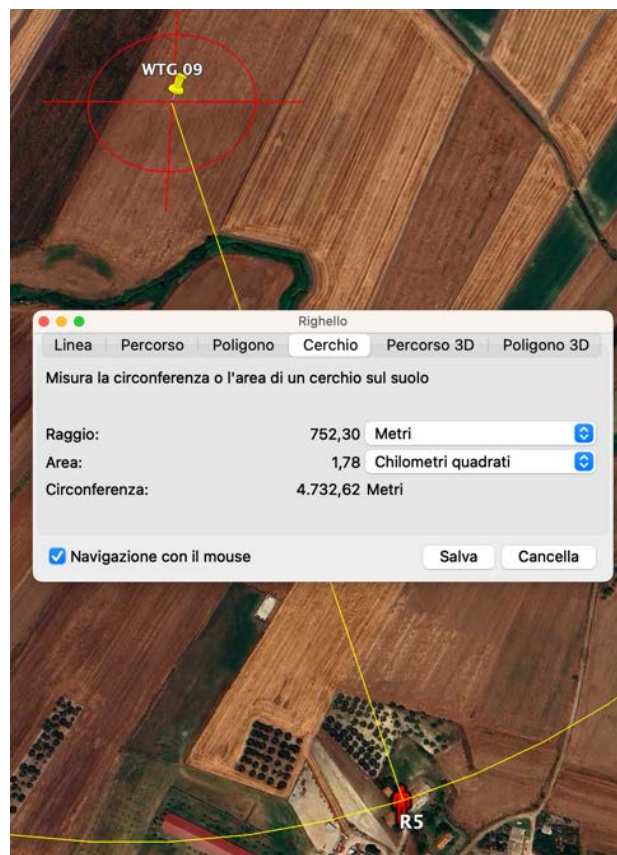 WTG 09
Righello
Linea Percorso Poligono Cerchio Percorso 3D Poligono 3D
Misura la circonferenza o l'area di un cerchio sul suolo
Raggio: 752,30 Metri
Area: 1,78 Chilometri quadrati
Circonferenza: 4.732,62 Metri
Navigazione con il mouse Salva Cancella
R5